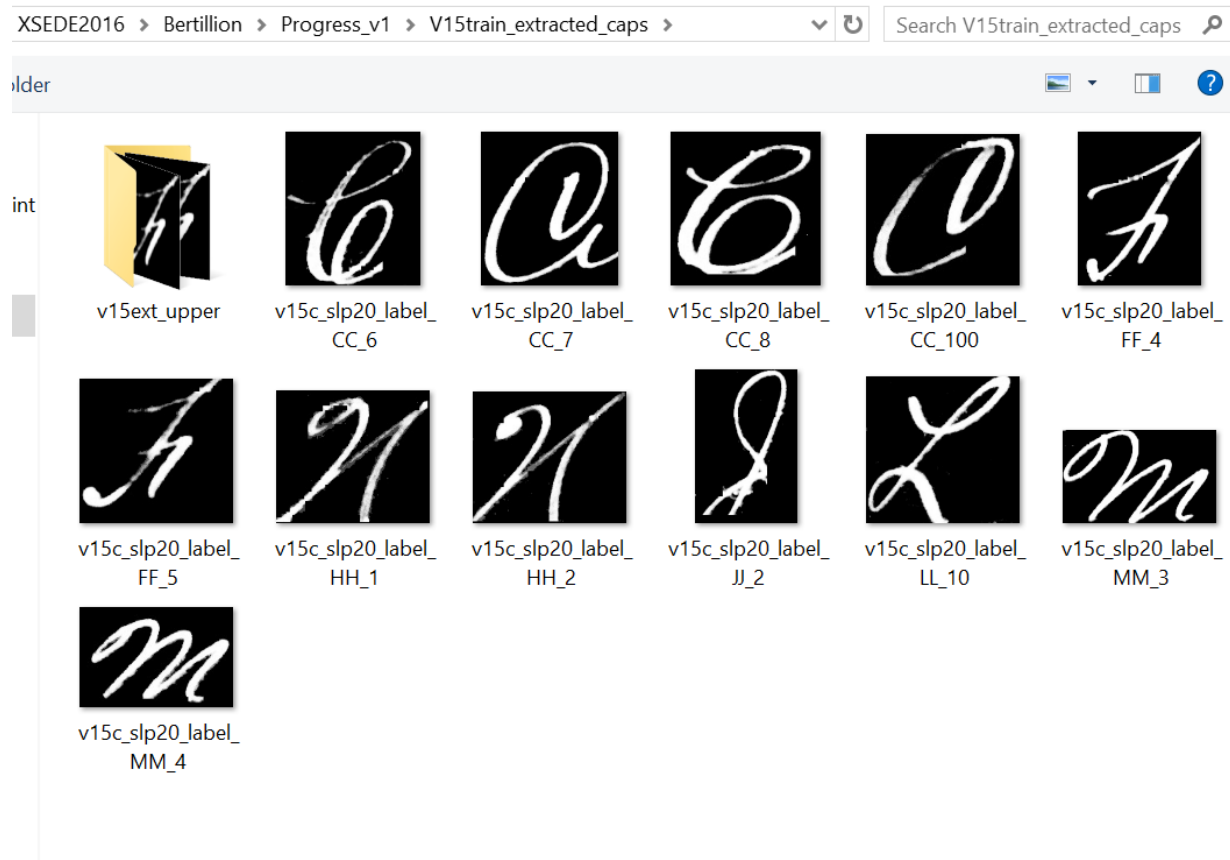 XSEDE2016 > Bertillion > Progress_v1 > V15train_extracted_caps >
Search V15train_extracted_caps
older
?
int
C C C C F
v15ext_upper
v15c_slp20_label_CC_6
v15c_slp20_label_CC_7
v15c_slp20_label_CC_8
v15c_slp20_label_CC_100
v15c_slp20_label_FF_4
F H H J L M
v15c_slp20_label_FF_5
v15c_slp20_label_HH_1
v15c_slp20_label_HH_2
v15c_slp20_label_JJ_2
v15c_slp20_label_LL_10
v15c_slp20_label_MM_3
M
v15c_slp20_label_MM_4